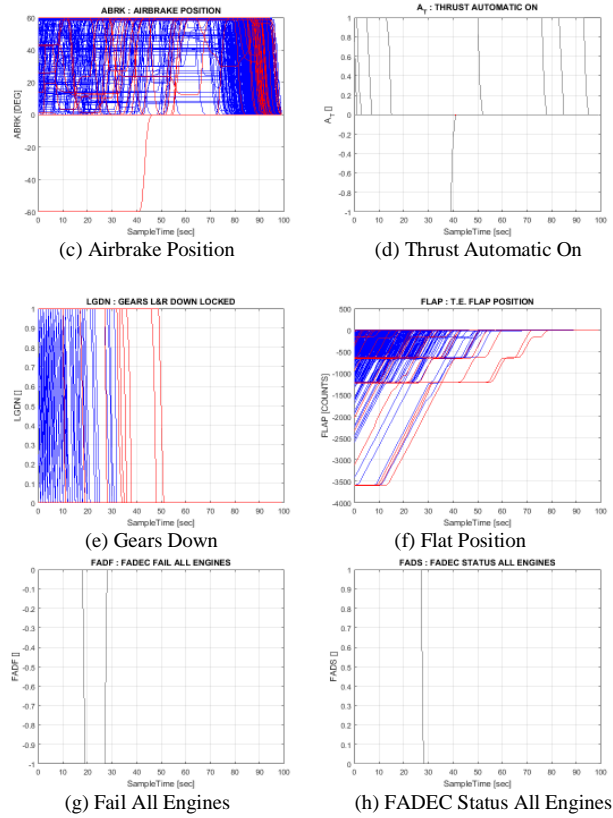 ABRK : AIRBRAKE POSITION
60
40
20
0
-20
-40
-60
ABRK [DEG]
0 10 20 30 40 50 60 70 80 90 100
SampleTime [sec]
(c) Airbrake Position
A_T : THRUST AUTOMATIC ON
1
0.8
0.6
0.4
0.2
0
-0.2
-0.4
-0.6
-0.8
-1
A_T []
0 10 20 30 40 50 60 70 80 90 100
SampleTime [sec]
(d) Thrust Automatic On
LGDN : GEARS L&R DOWN LOCKED
1
0.9
0.8
0.7
0.6
0.5
0.4
0.3
0.2
0.1
0
LGDN []
0 10 20 30 40 50 60 70 80 90 100
SampleTime [sec]
(e) Gears Down
FLAP : T.E. FLAP POSITION
500
0
-500
-1000
-1500
-2000
-2500
-3000
-3500
-4000
FLAP [COUNTS]
0 10 20 30 40 50 60 70 80 90 100
SampleTime [sec]
(f) Flat Position
FADF : FADEC FAIL ALL ENGINES
0
-0.1
-0.2
-0.3
-0.4
-0.5
-0.6
-0.7
-0.8
-0.9
-1
FADF []
0 10 20 30 40 50 60 70 80 90 100
SampleTime [sec]
(g) Fail All Engines
FADS : FADEC STATUS ALL ENGINES
1
0.9
0.8
0.7
0.6
0.5
0.4
0.3
0.2
0.1
0
FADS []
0 10 20 30 40 50 60 70 80 90 100
SampleTime [sec]
(h) FADEC Status All Engines